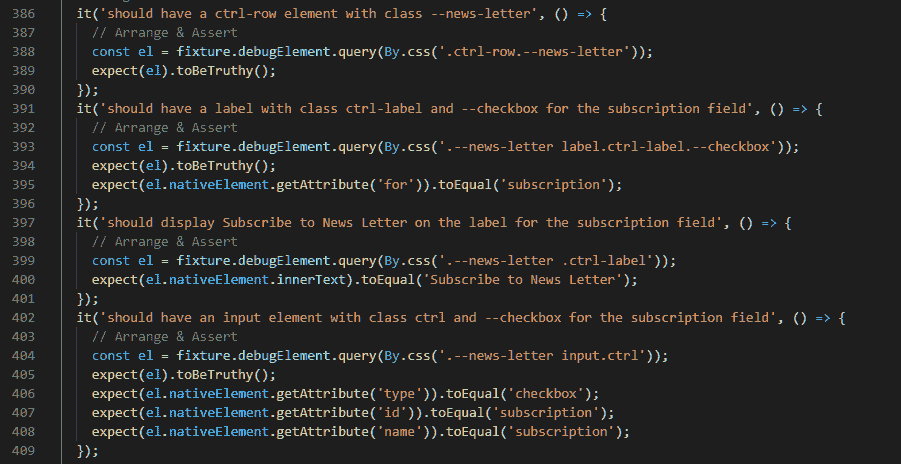 386 it('should have a ctrl-row element with class --news-letter', () => {
387 // Arrange & Assert
388 const el = fixture.debugElement.query(By.css('.ctrl-row.--news-letter'));
389 expect(el).toBeTruthy();
390 });
391 it('should have a label with class ctrl-label and --checkbox for the subscription field', () => {
392 // Arrange & Assert
393 const el = fixture.debugElement.query(By.css('.--news-letter label.ctrl-label.--checkbox'));
394 expect(el).toBeTruthy();
395 expect(el.nativeElement.getAttribute('for')).toEqual('subscription');
396 });
397 it('should display Subscribe to News Letter on the label for the subscription field', () => {
398 // Arrange & Assert
399 const el = fixture.debugElement.query(By.css('.--news-letter .ctrl-label'));
400 expect(el.nativeElement.innerText).toEqual('Subscribe to News Letter');
401 });
402 it('should have an input element with class ctrl and --checkbox for the subscription field', () => {
403 // Arrange & Assert
404 const el = fixture.debugElement.query(By.css('.--news-letter input.ctrl'));
405 expect(el).toBeTruthy();
406 expect(el.nativeElement.getAttribute('type')).toEqual('checkbox');
407 expect(el.nativeElement.getAttribute('id')).toEqual('subscription');
408 expect(el.nativeElement.getAttribute('name')).toEqual('subscription');
409 });